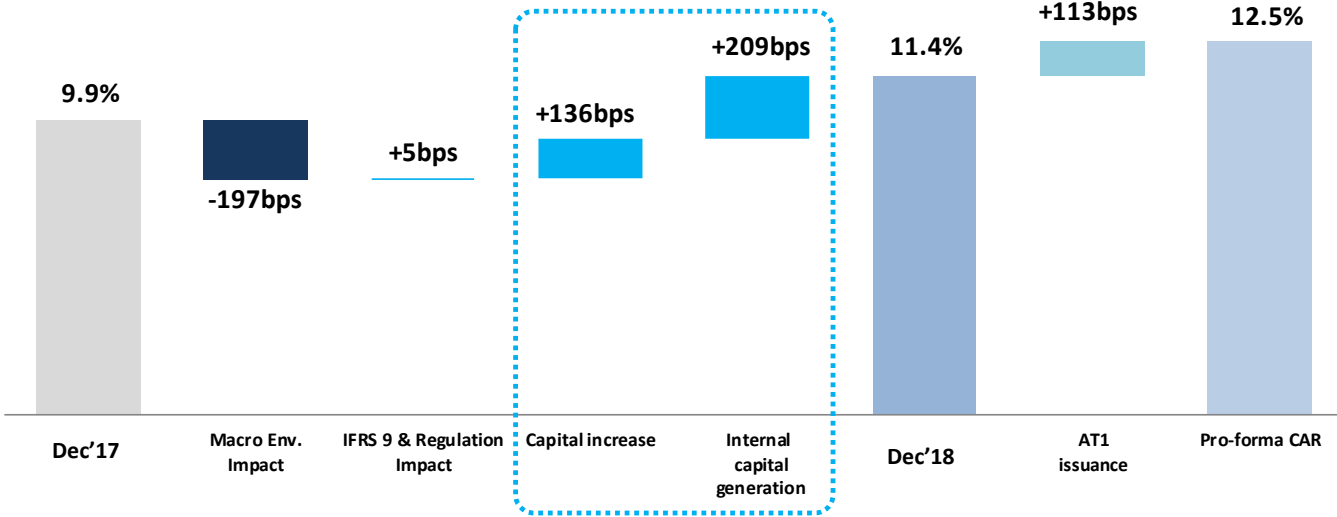 +113bps
12.5%
+209bps
11.4%
9.9%
+136bps
+5bps
-197bps
Dec’17
Macro Env.
Impact
IFRS 9 & Regulation
Impact
Capital increase
Internal
capital
generation
Dec’18
AT1
issuance
Pro-forma CAR